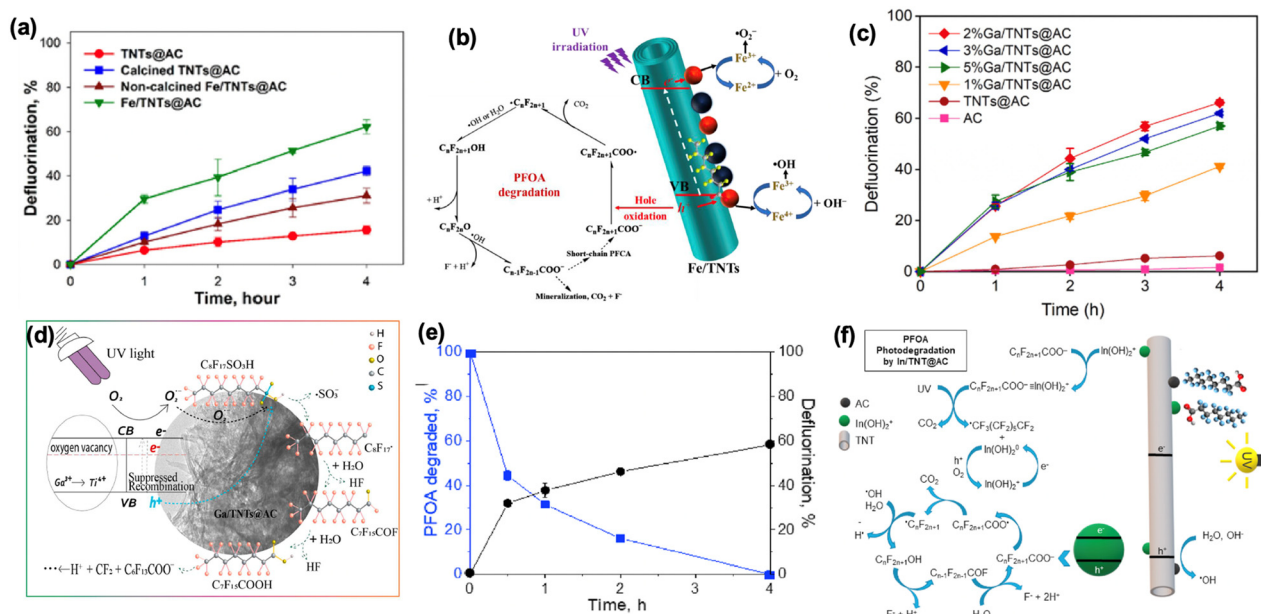 (a)
100
80
60
40
20
0
TNTs@AC
Calcined TNTs@AC
Non-calcined Fe/TNTs@AC
Fe/TNTs@AC
Defluorination, %
0 1 2 3 4
Time, hour
(b)
UV
irradiation
CB
e⁻
•O₂⁻
Fe³⁺
+ O₂
Fe²⁺
•CₙF₂ₙ₊₁
CO₂
•OH or H₂O
CₙF₂ₙ₊₁OH
CₙF₂ₙ₊₁COO•
PFOA
degradation
VB
h⁺
•OH
Fe³⁺
+ OH⁻
Fe⁴⁺
Hole
oxidation
- H⁺
CₙF₂ₙO
•OH
CₙF₂ₙ₊₁COO⁻
F⁻ + H⁺
Short-chain PFCA
Cₙ₋₁F₂ₙ₋₁COO⁻
Mineralization, CO₂ + F⁻
Fe/TNTs
(c)
100
80
60
40
20
0
2%Ga/TNTs@AC
3%Ga/TNTs@AC
5%Ga/TNTs@AC
1%Ga/TNTs@AC
TNTs@AC
AC
Defluorination (%)
0 1 2 3 4
Time (h)
(d)
UV light
H
F
O
C
S
C₈F₁₇SO₃H
O₂
O₂•⁻
O₂•⁻
•SO₃⁻
CB
e-
oxygen vacancy
e-
C₈F₁₇•
Ga³⁺ → Ti⁴⁺
Suppressed
Recombination
+ H₂O
HF
VB
h+
Ga/TNTs@AC
C₇F₁₅COF
+ H₂O
HF
H⁺ + CF₂ + C₆F₁₃COO⁻
C₇F₁₅COOH
(e)
100
80
60
40
20
0
PFOA degraded, %
100
80
60
40
20
0
Defluorination, %
0 1 2 3 4
Time, h
(f)
PFOA
Photodegradation
by In/TNT@AC
CₙF₂ₙ₊₁COO⁻
In(OH)₂⁺
UV
CₙF₂ₙ₊₁COO⁻≡In(OH)₂⁺
AC
In(OH)₂⁺
TNT
CO₂
•CF₃(CF₂)₅CF₂
+
In(OH)₂⁰
h⁺
O₂
e⁻
In(OH)₂⁺
e⁻
UV
CO₂
•OH
H₂O
•CₙF₂ₙ₊₁
CₙF₂ₙ₊₁COO•
-
H•
CₙF₂ₙ₊₁OH
CₙF₂ₙ₊₁COO⁻
e⁻
h⁺
h⁺
H₂O, OH⁻
•OH
Cₙ₋₁F₂ₙ₋₁COF
F⁻ + H⁺
H₂O
F⁻ + 2H⁺